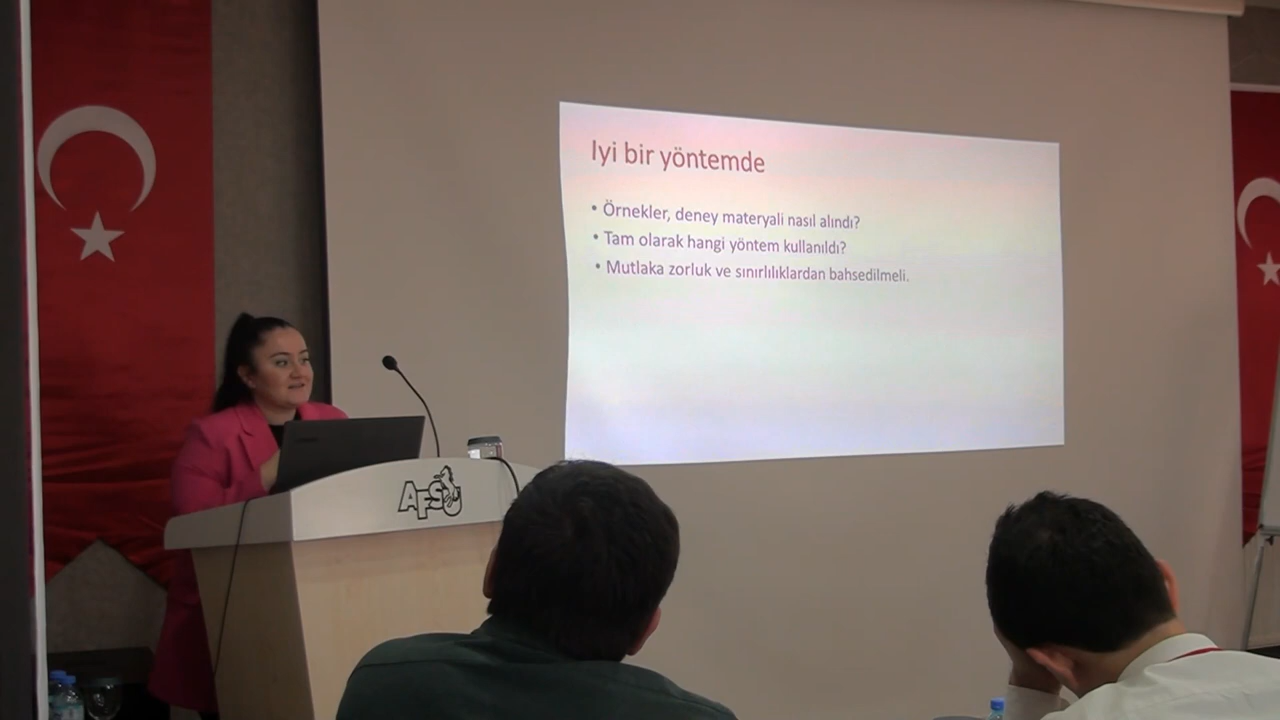 Iyi bir yöntemde
• Örnekler, deney materyali nasıl alındı?
• Tam olarak hangi yöntem kullanıldı?
• Mutlaka zorluk ve sınırlılıklardan bahsedilmeli.
AFSÜ